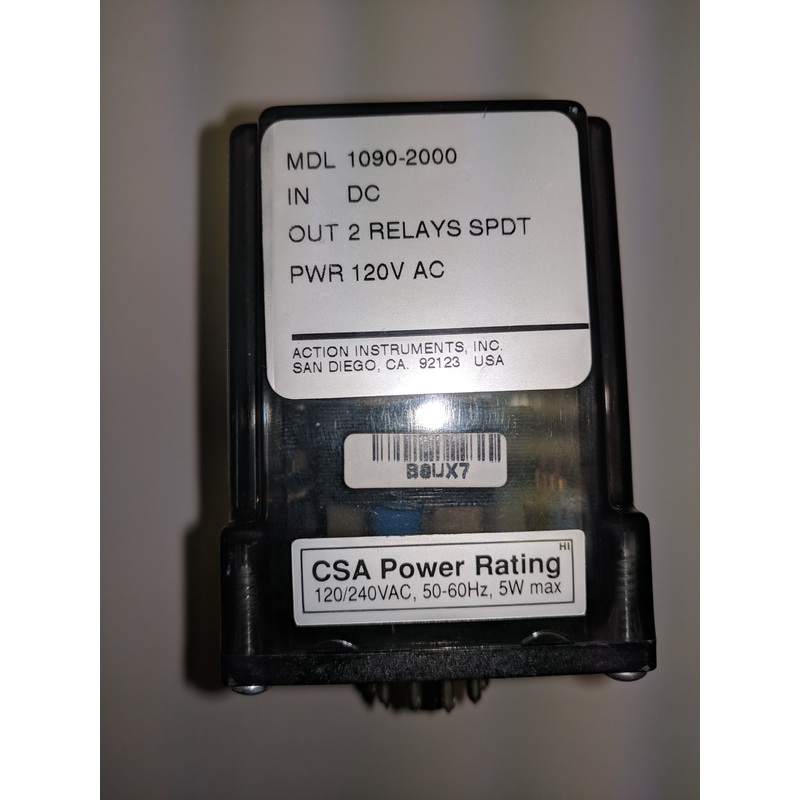 MDL 1090-2000
IN DC
OUT 2 RELAYS SPDT
PWR 120V AC
ACTION INSTRUMENTS, INC.
SAN DIEGO, CA. 92123 USA
B8UX7
HI
CSA Power Rating
120/240VAC, 50-60Hz, 5W max